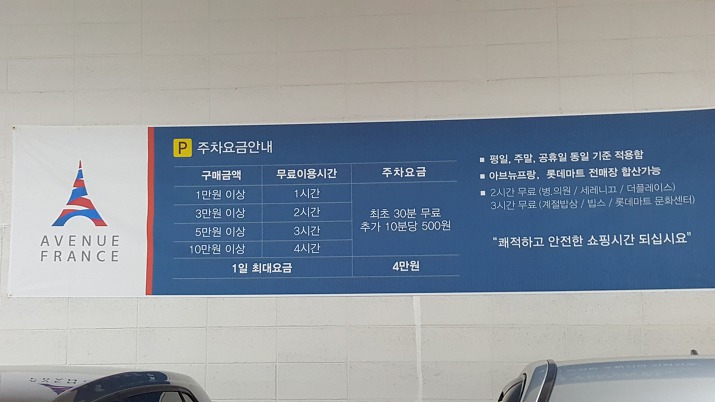 AVENUE
FRANCE
P 주차요금안내
구매금액 무료이용시간 주차요금
1만원 이상 1시간
3만원 이상 2시간
5만원 이상 3시간
10만원 이상 4시간
최초 30분 무료
추가 10분당 500원
1일 최대요금 4만원
■ 평일, 주말, 공휴일 동일 기준 적용함
■ 아브뉴프랑, 롯데마트 전매장 합산가능
■ 2시간 무료 (병.의원 / 세레니끄 / 더플레이스)
3시간 무료 (계절밥상 / 빕스 / 롯데마트 문화센터)
“쾌적하고 안전한 쇼핑시간 되십시요”